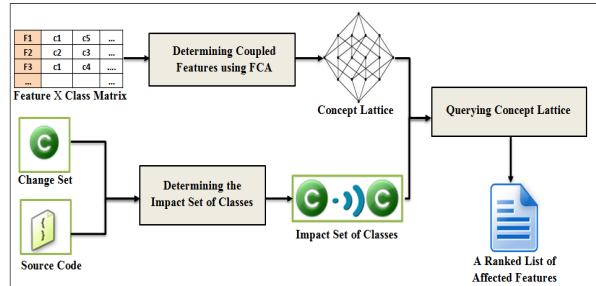 F1 c1 c5 ...
F2 c2 c3 ...
F3 c1 c4 ....
... ...
Feature X Class Matrix
Determining Coupled
Features using FCA
Concept Lattice
Querying Concept Lattice
C
Change Set
{ }
Source Code
Determining the
Impact Set of Classes
C C
Impact Set of Classes
A Ranked List of
Affected Features